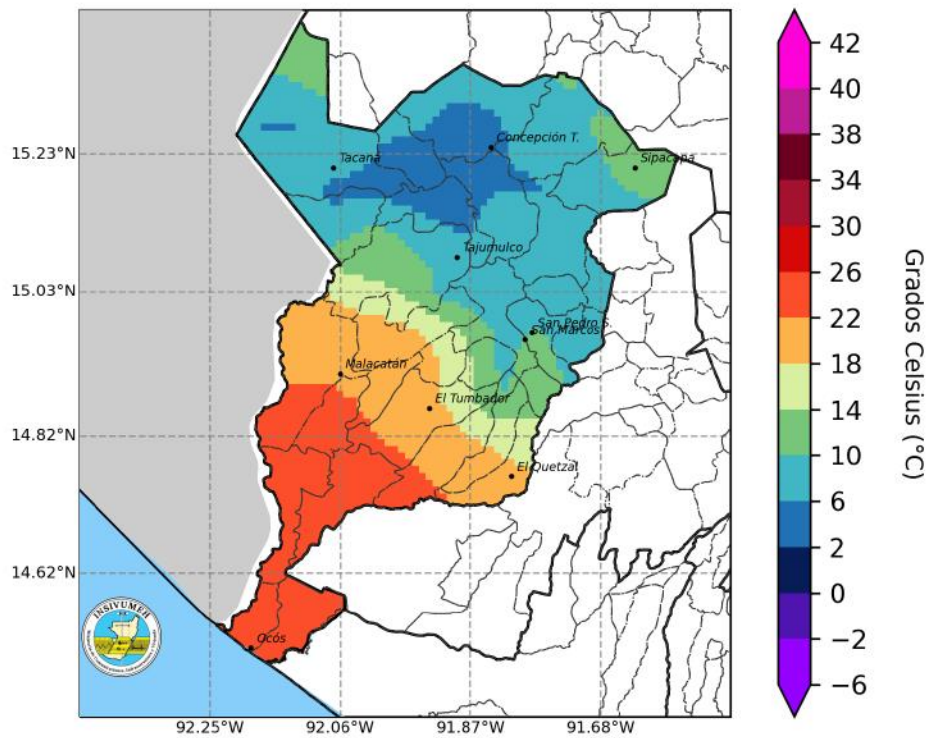 42
40
38
34
30
26
22
18
14
10
6
2
0
−2
−6
Grados Celsius (°C)
15.23°N
15.03°N
14.82°N
14.62°N
92.25°W
92.06°W
91.87°W
91.68°W
Concepción T.
Tacaná
Sipacapa
Tajumulco
San Pedro S.
San Marcos
Malacatán
El Tumbador
El Quetzal
Ocós
INSIVUMEH